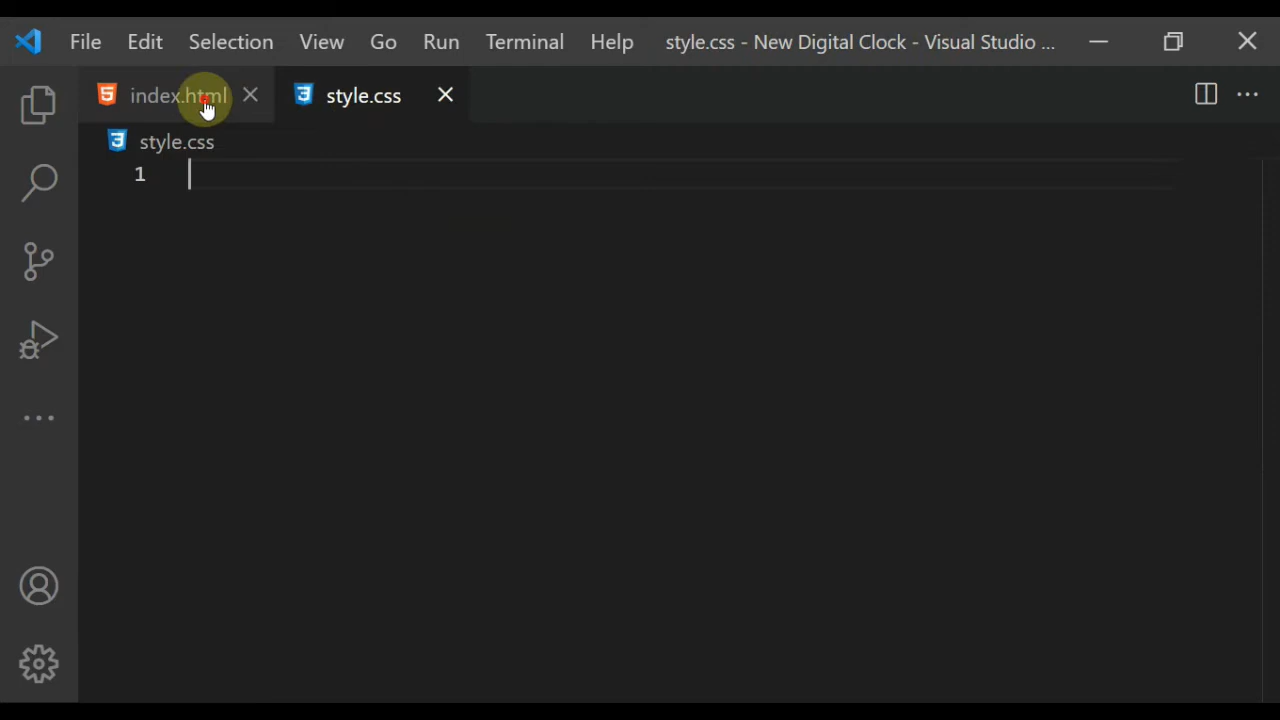 File Edit Selection View Go Run Terminal Help style.css - New Digital Clock - Visual Studio ...
index.html style.css
style.css
1